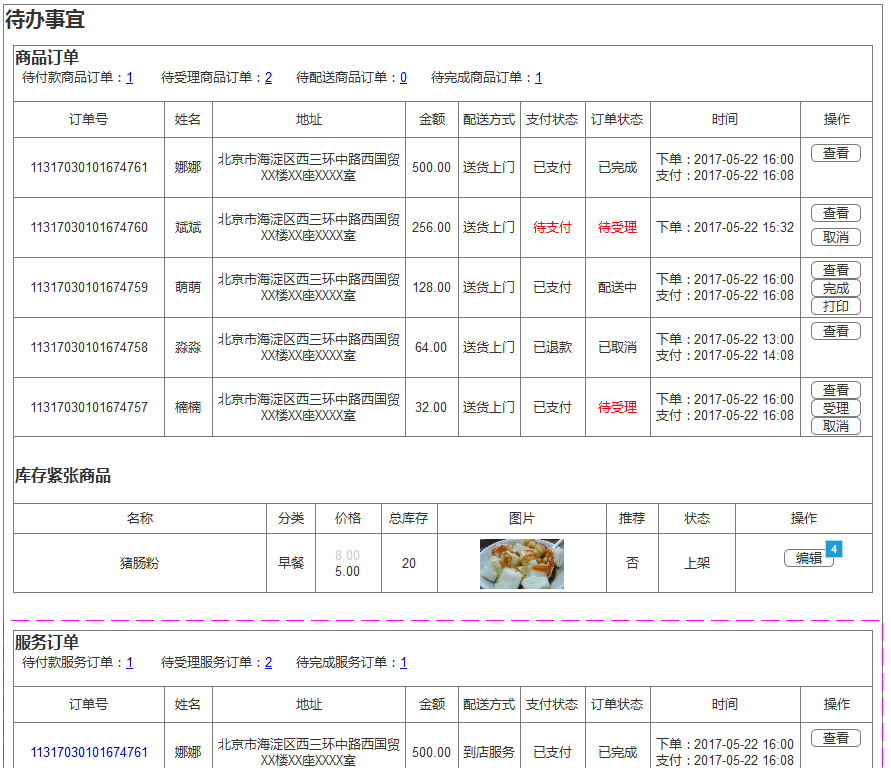 待办事宜
商品订单
待付款商品订单：1 待受理商品订单：2 待配送商品订单：0 待完成商品订单：1
订单号 姓名 地址 金额 配送方式 支付状态 订单状态 时间 操作
11317030101674761 娜娜 北京市海淀区西三环中路西国贸 500.00 送货上门 已支付 已完成 下单：2017-05-22 16:00 查看
XX楼XX座XXXX室 支付：2017-05-22 16:08
11317030101674760 斌斌 北京市海淀区西三环中路西国贸 256.00 送货上门 待支付 待受理 下单：2017-05-22 15:32 查看
XX楼XX座XXXX室 取消
11317030101674759 萌萌 北京市海淀区西三环中路西国贸 128.00 送货上门 已支付 配送中 下单：2017-05-22 16:00 查看
XX楼XX座XXXX室 支付：2017-05-22 16:08 完成
打印
11317030101674758 淼淼 北京市海淀区西三环中路西国贸 64.00 送货上门 已退款 已取消 下单：2017-05-22 13:00 查看
XX楼XX座XXXX室 支付：2017-05-22 14:08
11317030101674757 楠楠 北京市海淀区西三环中路西国贸 32.00 送货上门 已支付 待受理 下单：2017-05-22 16:00 查看
XX楼XX座XXXX室 支付：2017-05-22 16:08 受理
取消
库存紧张商品
名称 分类 价格 总库存 图片 推荐 状态 操作
猪肠粉 早餐 8.00 20 否 上架 编辑 4
5.00
服务订单
待付款服务订单：1 待受理服务订单：2 待完成服务订单：1
订单号 姓名 地址 金额 配送方式 支付状态 订单状态 时间 操作
11317030101674761 娜娜 北京市海淀区西三环中路西国贸 500.00 到店服务 已支付 已完成 下单：2017-05-22 16:00 查看
XX楼XX座XXXX室 支付：2017-05-22 16:08